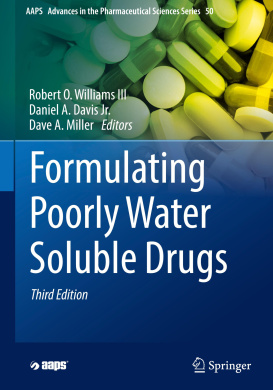 AAPS Advances in the Pharmaceutical Sciences Series 50
Robert O. Williams III
Daniel A. Davis Jr.
Dave A. Miller Editors
Formulating
Poorly Water
Soluble Drugs
Third Edition
aaps
Springer